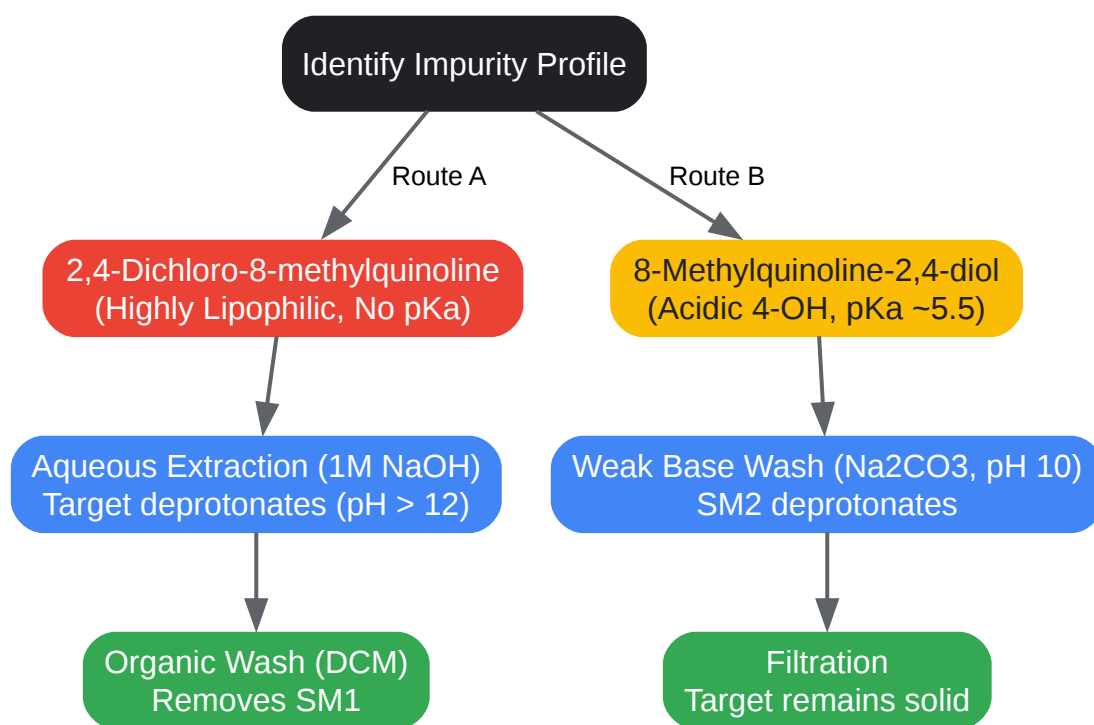 Identify Impurity Profile
Route A
Route B
2,4-Dichloro-8-methylquinoline
(Highly Lipophilic, No pKa)
8-Methylquinoline-2,4-diol
(Acidic 4-OH, pKa ~5.5)
Aqueous Extraction (1M NaOH)
Target deprotonates (pH > 12)
Weak Base Wash (Na2CO3, pH 10)
SM2 deprotonates
Organic Wash (DCM)
Removes SM1
Filtration
Target remains solid